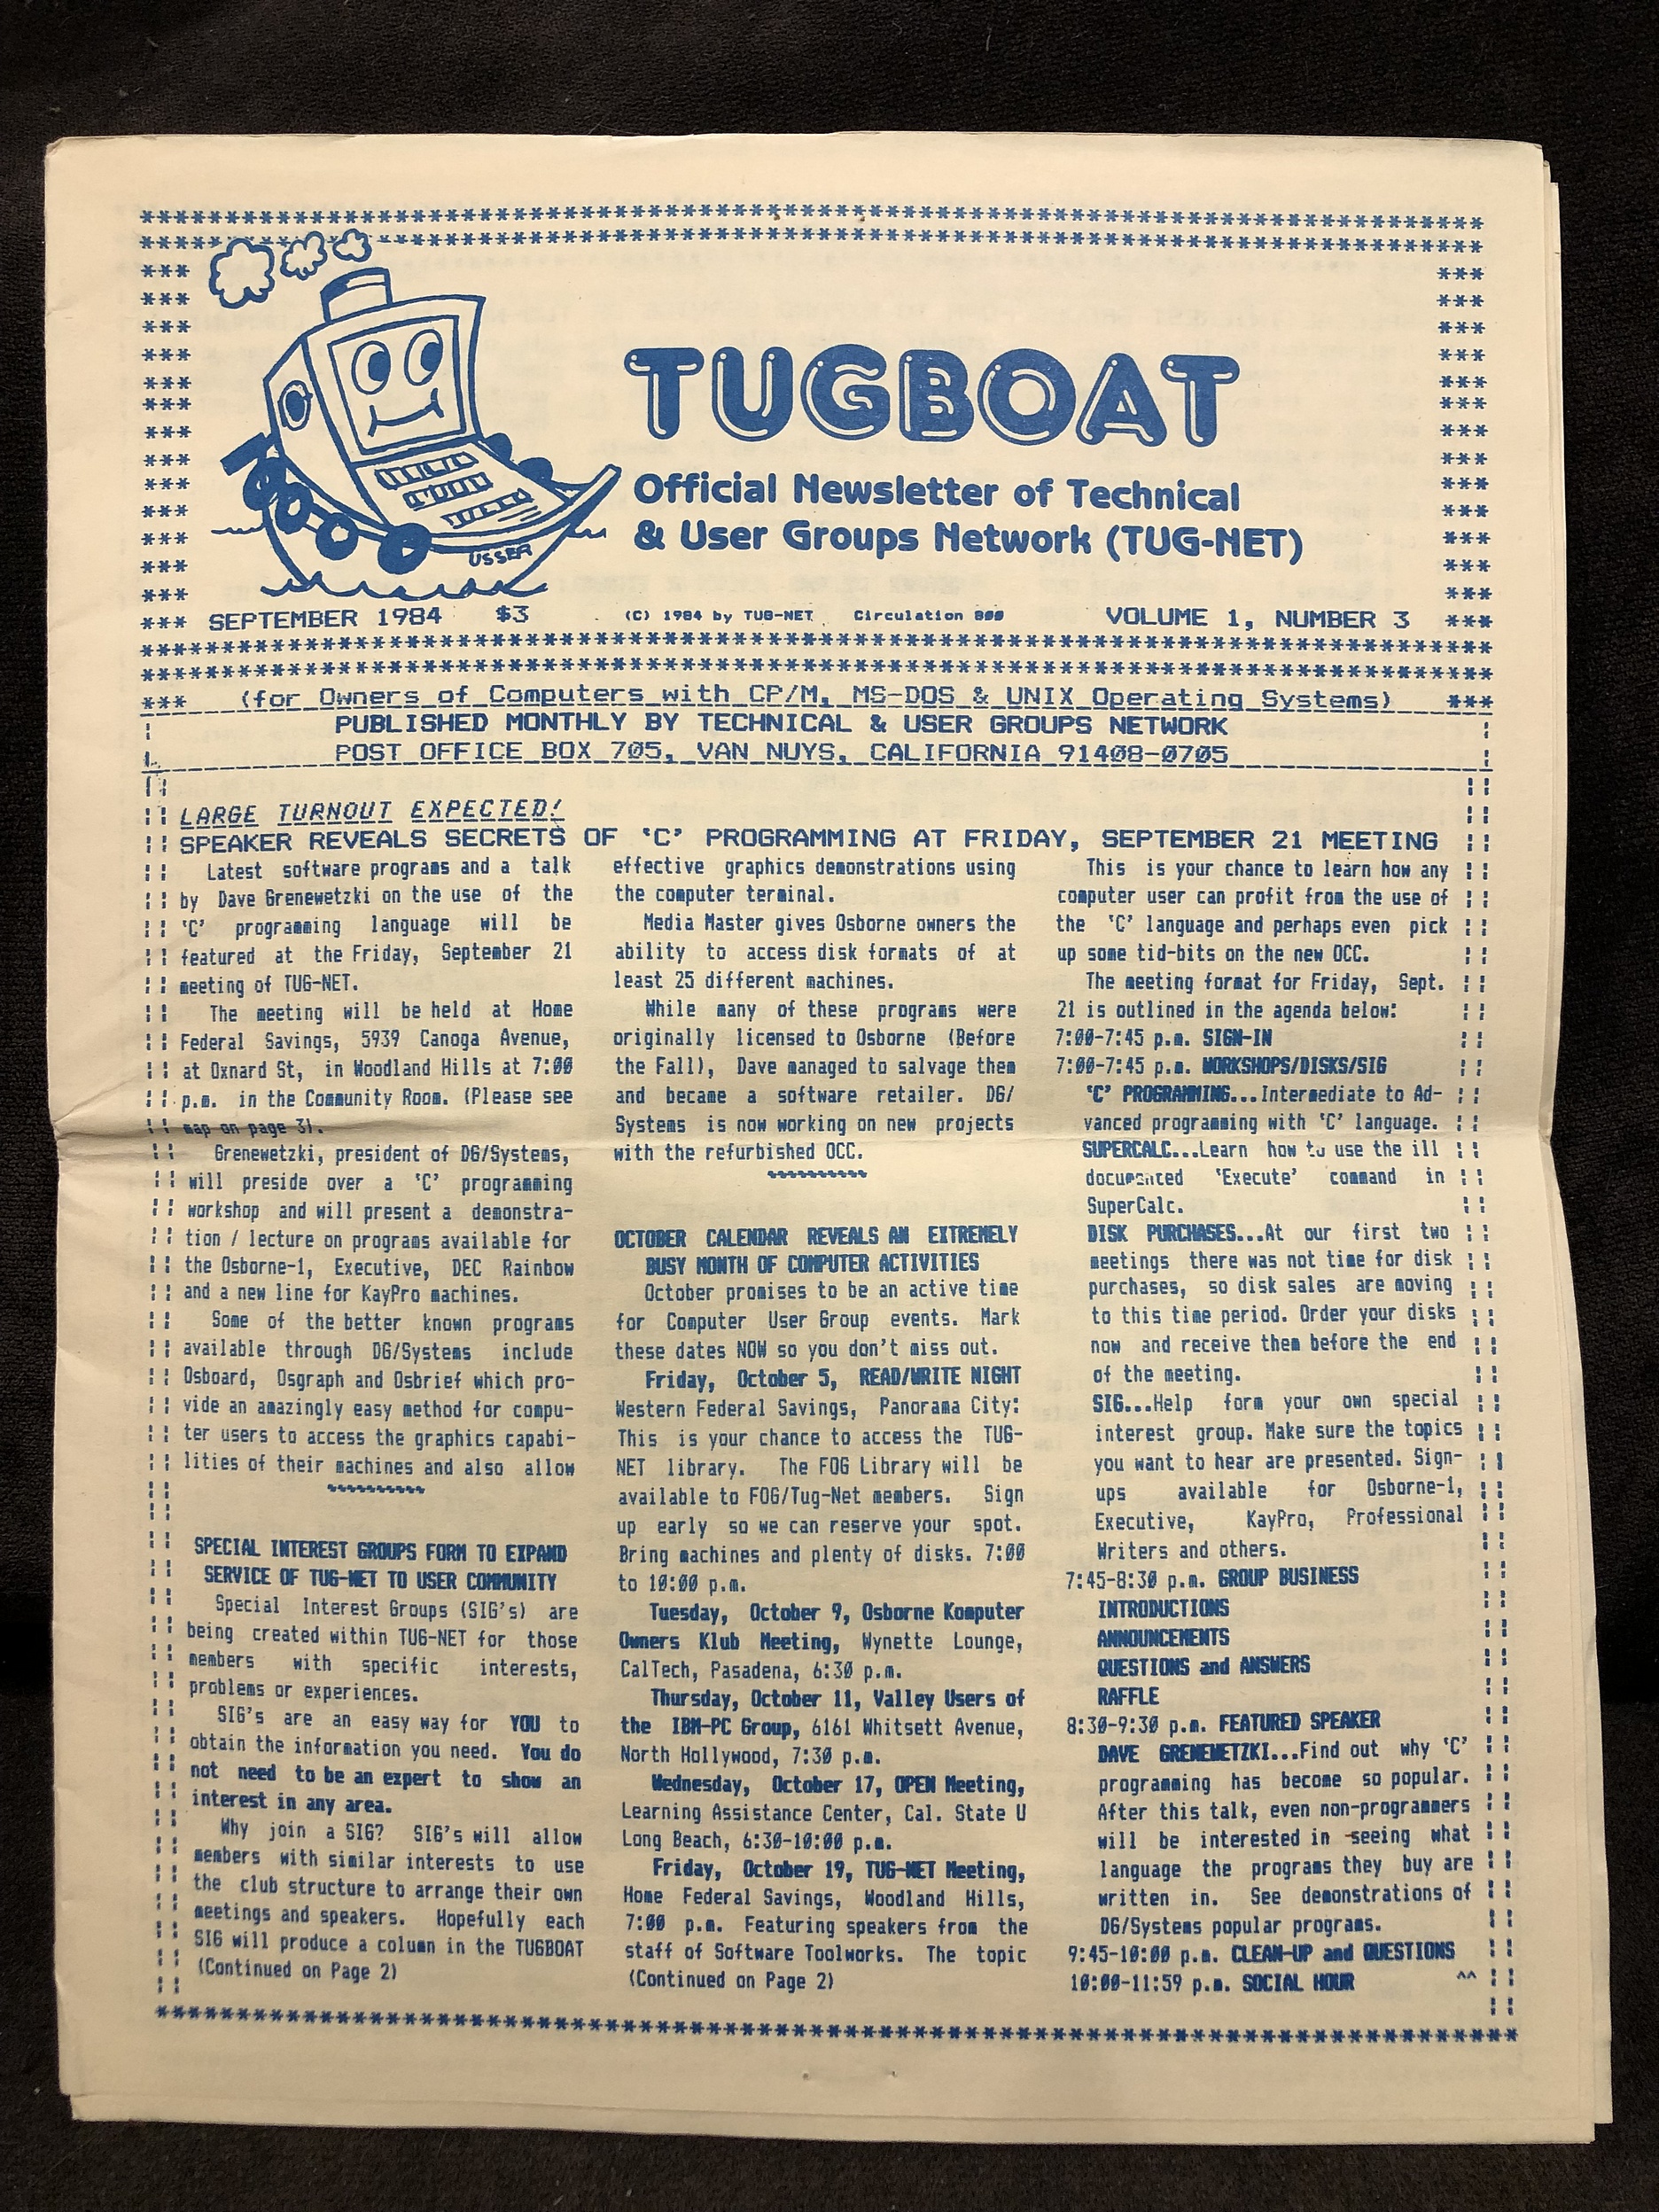 TUGBOAT
Official Newsletter of Technical
& User Groups Network (TUG-NET)
USSER
*** SEPTEMBER 1984 $3 (C) 1984 by TUG-NET Circulation 800 VOLUME 1, NUMBER 3 ***
*** (for Owners of Computers with CP/M, MS-DOS & UNIX Operating Systems) ***
PUBLISHED MONTHLY BY TECHNICAL & USER GROUPS NETWORK
POST OFFICE BOX 705, VAN NUYS, CALIFORNIA 91408-0705
LARGE TURNOUT EXPECTED!
SPEAKER REVEALS SECRETS OF 'C' PROGRAMMING AT FRIDAY, SEPTEMBER 21 MEETING
Latest software programs and a talk
by Dave Grenewetzki on the use of the
'C' programming language will be
featured at the Friday, September 21
meeting of TUG-NET.
The meeting will be held at Home
Federal Savings, 5939 Canoga Avenue,
at Oxnard St, in Woodland Hills at 7:00
p.m. in the Community Room. (Please see
map on page 3).
Grenewetzki, president of DG/Systems,
will preside over a 'C' programming
workshop and will present a demonstra-
tion / lecture on programs available for
the Osborne-1, Executive, DEC Rainbow
and a new line for KayPro machines.
Some of the better known programs
available through DG/Systems include
Osboard, Osgraph and Osbrief which pro-
vide an amazingly easy method for compu-
ter users to access the graphics capabi-
lities of their machines and also allow
SPECIAL INTEREST GROUPS FORM TO EXPAND
SERVICE OF TUG-NET TO USER COMMUNITY
Special Interest Groups (SIG's) are
being created within TUG-NET for those
members with specific interests,
problems or experiences.
SIG's are an easy way for YOU to
obtain the information you need. You do
not need to be an expert to show an
interest in any area.
Why join a SIG? SIG's will allow
members with similar interests to use
the club structure to arrange their own
meetings and speakers. Hopefully each
SIG will produce a column in the TUGBOAT
(Continued on Page 2)
effective graphics demonstrations using
the computer terminal.
Media Master gives Osborne owners the
ability to access disk formats of at
least 25 different machines.
While many of these programs were
originally licensed to Osborne (Before
the Fall), Dave managed to salvage them
and became a software retailer. DG/
Systems is now working on new projects
with the refurbished OCC.
OCTOBER CALENDAR REVEALS AN EXTREMELY
BUSY MONTH OF COMPUTER ACTIVITIES
October promises to be an active time
for Computer User Group events. Mark
these dates NOW so you don't miss out.
Friday, October 5, READ/WRITE NIGHT
Western Federal Savings, Panorama City:
This is your chance to access the TUG-
NET library. The FOG Library will be
available to FOG/Tug-Net members. Sign
up early so we can reserve your spot.
Bring machines and plenty of disks. 7:00
to 10:00 p.m.
Tuesday, October 9, Osborne Komputer
Owners Klub Meeting, Wynette Lounge,
CalTech, Pasadena, 6:30 p.m.
Thursday, October 11, Valley Users of
the IBM-PC Group, 6161 Whitsett Avenue,
North Hollywood, 7:30 p.m.
Wednesday, October 17, OPEN Meeting,
Learning Assistance Center, Cal. State U
Long Beach, 6:30-10:00 p.m.
Friday, October 19, TUG-NET Meeting,
Home Federal Savings, Woodland Hills,
7:00 p.m. Featuring speakers from the
staff of Software Toolworks. The topic
(Continued on Page 2)
This is your chance to learn how any
computer user can profit from the use of
the 'C' language and perhaps even pick
up some tid-bits on the new OCC.
The meeting format for Friday, Sept.
21 is outlined in the agenda below:
7:00-7:45 p.m. SIGN-IN
7:00-7:45 p.m. WORKSHOPS/DISKS/SIG
'C' PROGRAMMING...Intermediate to Ad-
vanced programming with 'C' language.
SUPERCALC...Learn how to use the ill
documented 'Execute' command in
SuperCalc.
DISK PURCHASES...At our first two
meetings there was not time for disk
purchases, so disk sales are moving
to this time period. Order your disks
now and receive them before the end
of the meeting.
SIG...Help form your own special
interest group. Make sure the topics
you want to hear are presented. Sign-
ups available for Osborne-1,
Executive, KayPro, Professional
Writers and others.
7:45-8:30 p.m. GROUP BUSINESS
INTRODUCTIONS
ANNOUNCEMENTS
QUESTIONS and ANSWERS
RAFFLE
8:30-9:30 p.m. FEATURED SPEAKER
DAVE GRENEWETZKI...Find out why 'C'
programming has become so popular.
After this talk, even non-programmers
will be interested in seeing what
language the programs they buy are
written in. See demonstrations of
DG/Systems popular programs.
9:45-10:00 p.m. CLEAN-UP and QUESTIONS
10:00-11:59 p.m. SOCIAL HOUR ^^